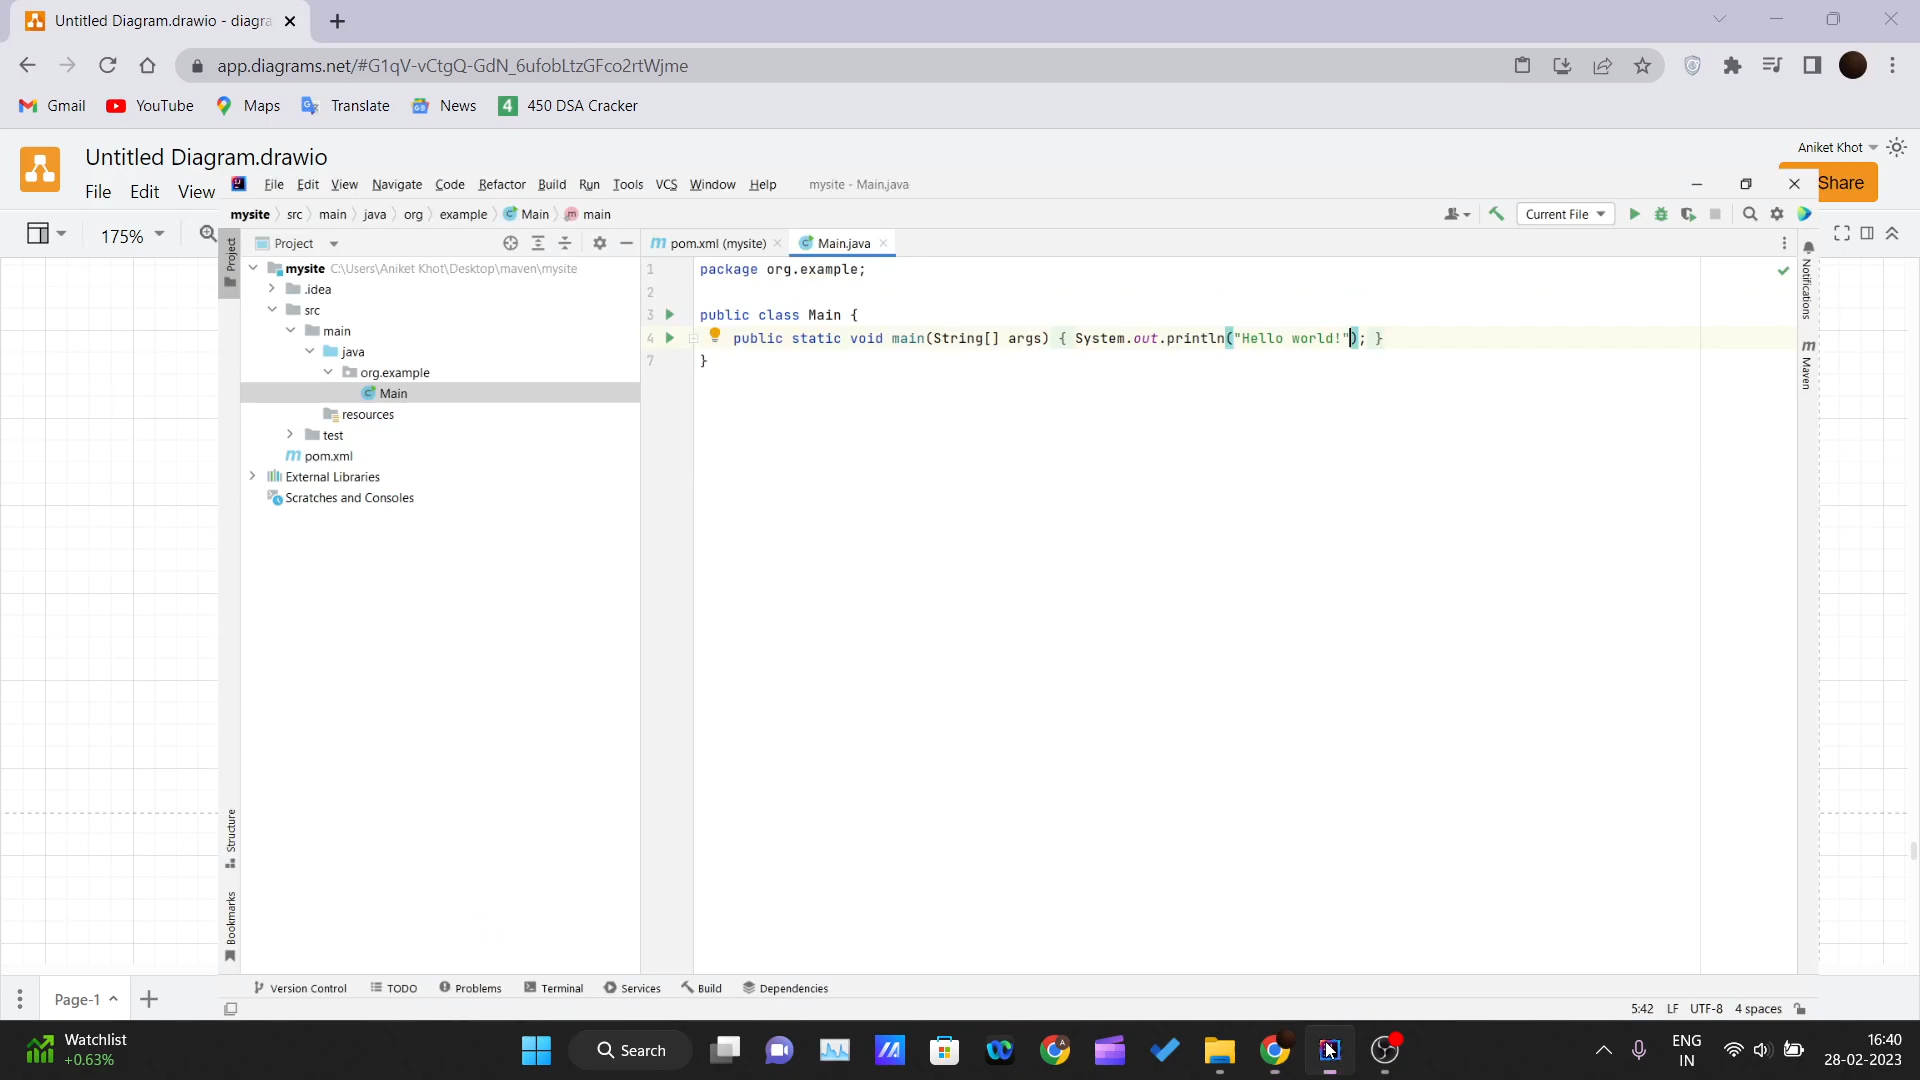 Untitled Diagram.drawio - diagra
app.diagrams.net/#G1qV-vCtgQ-GdN_6ufobLtzGFco2rtWjme
Gmail YouTube Maps Translate News 4 450 DSA Cracker
Untitled Diagram.drawio
Aniket Khot
File Edit View
Share
File Edit View Navigate Code Refactor Build Run Tools VCS Window Help mysite - Main.java
mysite src main java org example Main main
Current File
175%
Project
Project
pom.xml (mysite) Main.java
Notifications
Maven
mysite C:\Users\Aniket Khot\Desktop\maven\mysite
.idea
src
main
java
org.example
Main
resources
test
pom.xml
External Libraries
Scratches and Consoles
1 package org.example;
2
3 public class Main {
4 public static void main(String[] args) { System.out.println("Hello world!"); }
7 }
Structure
Bookmarks
Version Control TODO Problems Terminal Services Build Dependencies
Page-1
5:42 LF UTF-8 4 spaces
Watchlist
+0.63%
Search
ENG
IN
16:40
28-02-2023